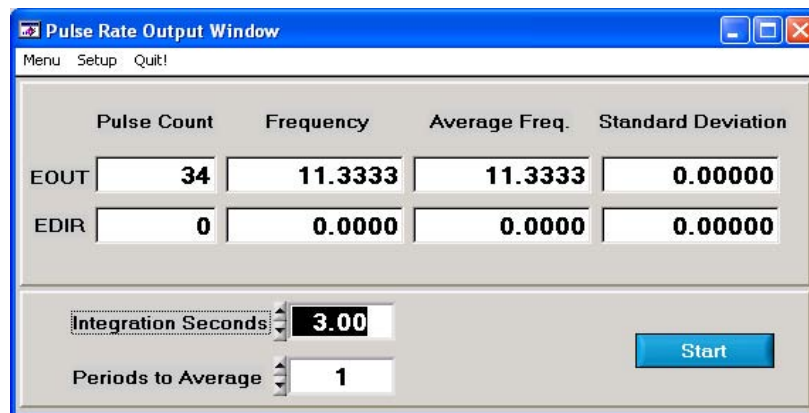 Pulse Rate Output Window
Menu Setup Quit!
Pulse Count Frequency Average Freq. Standard Deviation
EOUT 34 11.3333 11.3333 0.00000
EDIR 0 0.0000 0.0000 0.00000
Integration Seconds 3.00
Start
Periods to Average 1